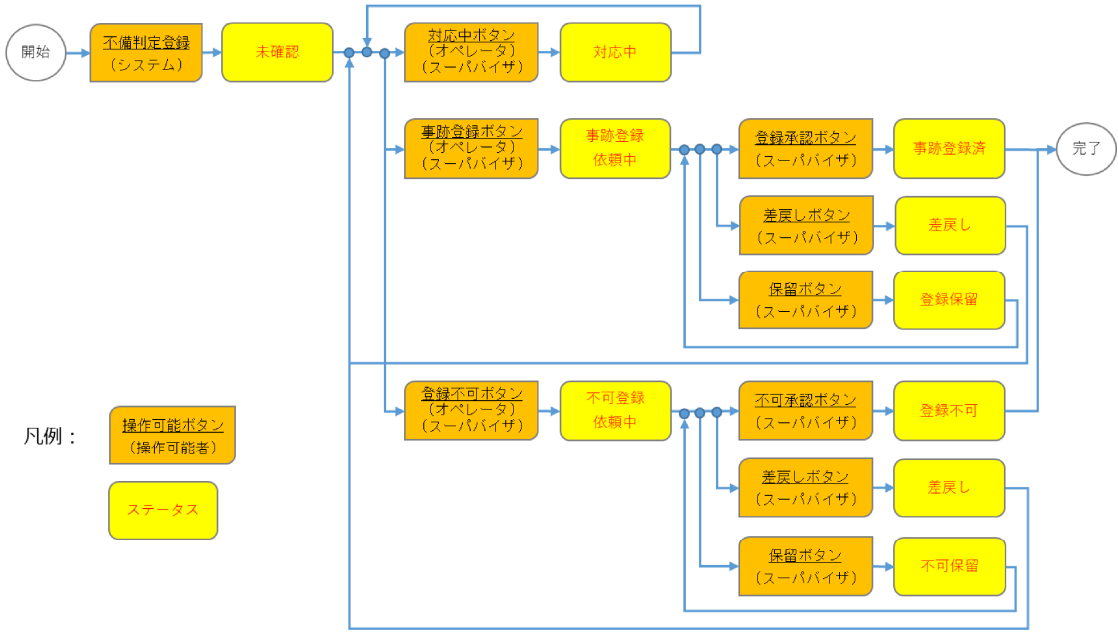 開始
不備判定登録
（システム）
未確認
対応中ボタン
（オペレータ）
（スーパバイザ）
対応中
事跡登録ボタン
（オペレータ）
（スーパバイザ）
事跡登録
依頼中
登録承認ボタン
（スーパバイザ）
事跡登録済
完了
差戻しボタン
（スーパバイザ）
差戻し
保留ボタン
（スーパバイザ）
登録保留
登録不可ボタン
（オペレータ）
（スーパバイザ）
不可登録
依頼中
不可承認ボタン
（スーパバイザ）
登録不可
差戻しボタン
（スーパバイザ）
差戻し
保留ボタン
（スーパバイザ）
不可保留
凡例：
操作可能ボタン
（操作可能者）
ステータス